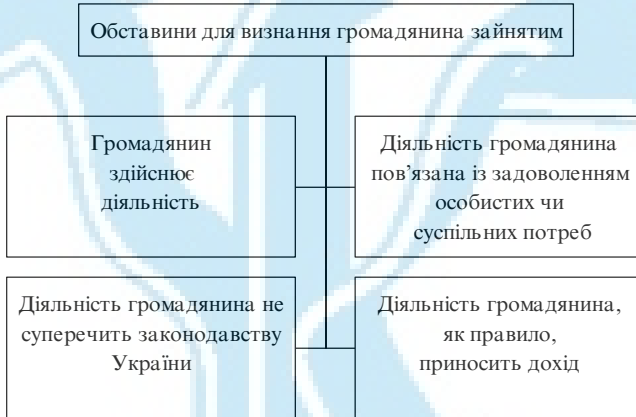 Обставини для визнання громадянина зайнятим
Громадянин
здійснює
діяльність
Діяльність громадянина
пов’язана із задоволенням
особистих чи
суспільних потреб
Діяльність громадянина не
суперечить законодавству
України
Діяльність громадянина,
як правило,
приносить дохід